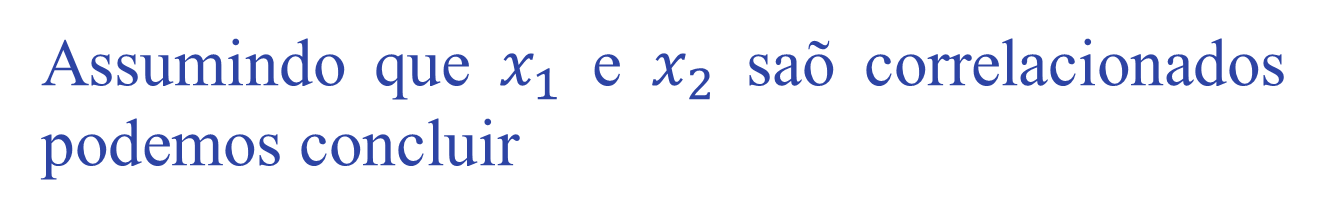 Assumindo que x₁ e x₂ saõ correlacionados
podemos concluir